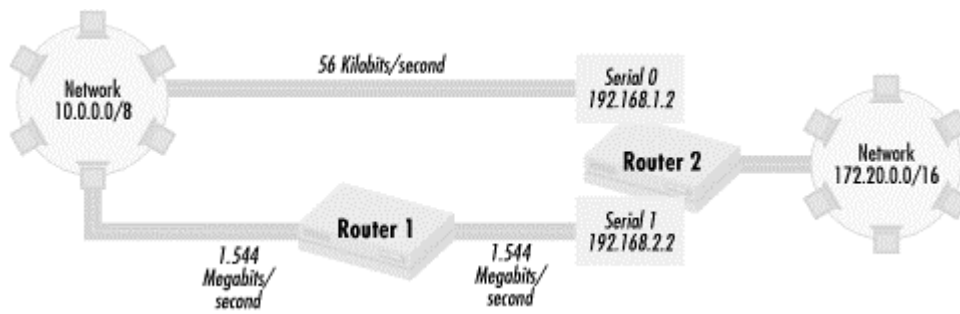 56 Kilobits/second
Network
10.0.0.0/8
Serial 0
192.168.1.2
Router 2
Network
172.20.0.0/16
Router 1
Serial 1
192.168.2.2
1.544
Megabits/
second
1.544
Megabits/
second